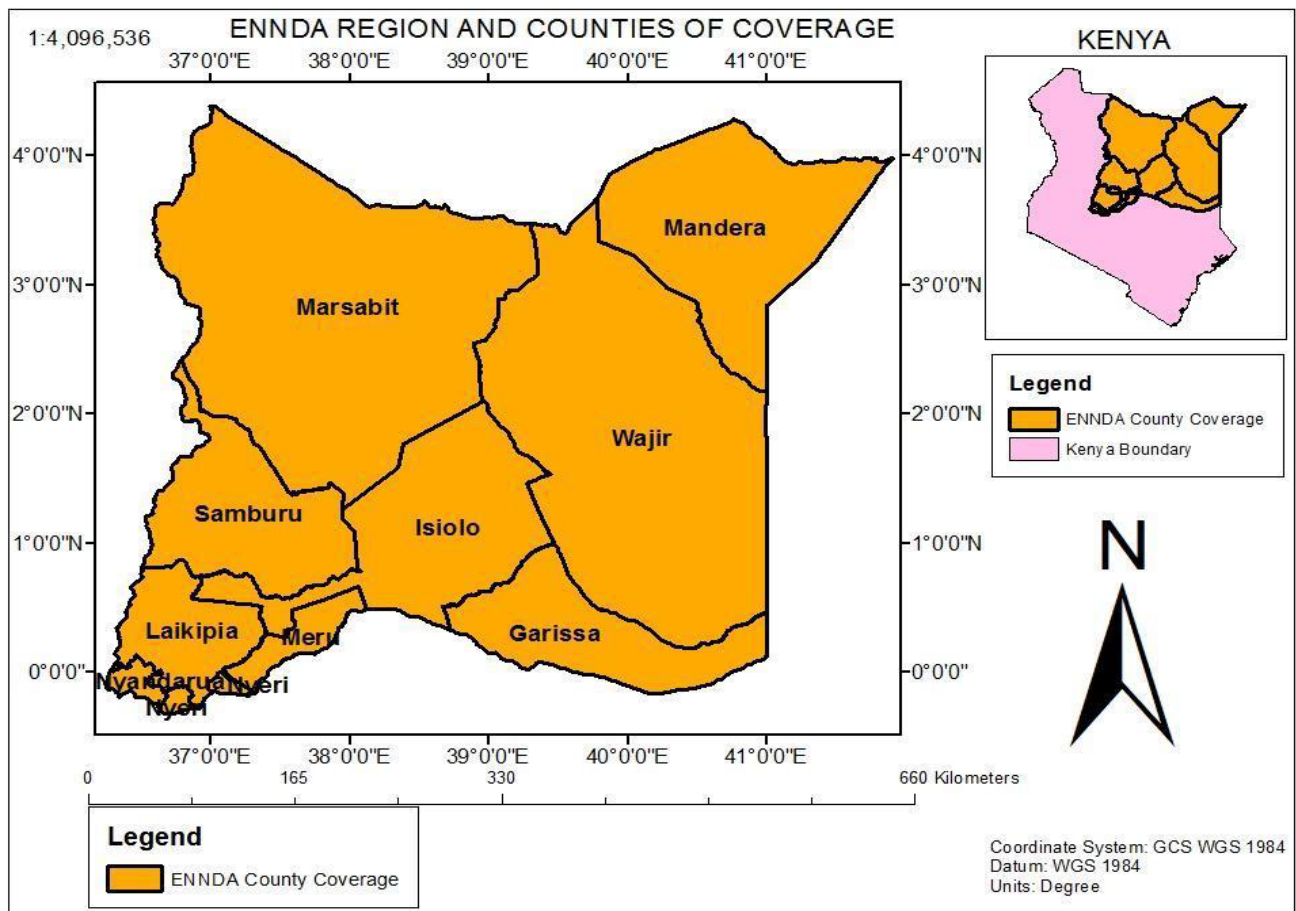 1:4,096,536
ENNDA REGION AND COUNTIES OF COVERAGE
37°0'0"E 38°0'0"E 39°0'0"E 40°0'0"E 41°0'0"E
4°0'0"N
3°0'0"N
2°0'0"N
1°0'0"N
0°0'0"
Mandera
Marsabit
Wajir
Samburu
Isiolo
Laikipia
Meru
Garissa
Nyandarua
Nyeri
Nyeri
4°0'0"N
3°0'0"N
2°0'0"N
1°0'0"N
0°0'0"
37°0'0"E 38°0'0"E 39°0'0"E 40°0'0"E 41°0'0"E
0 165 330 660 Kilometers
Legend
ENNDA County Coverage
KENYA
Legend
ENNDA County Coverage
Kenya Boundary
N
Coordinate System: GCS WGS 1984
Datum: WGS 1984
Units: Degree